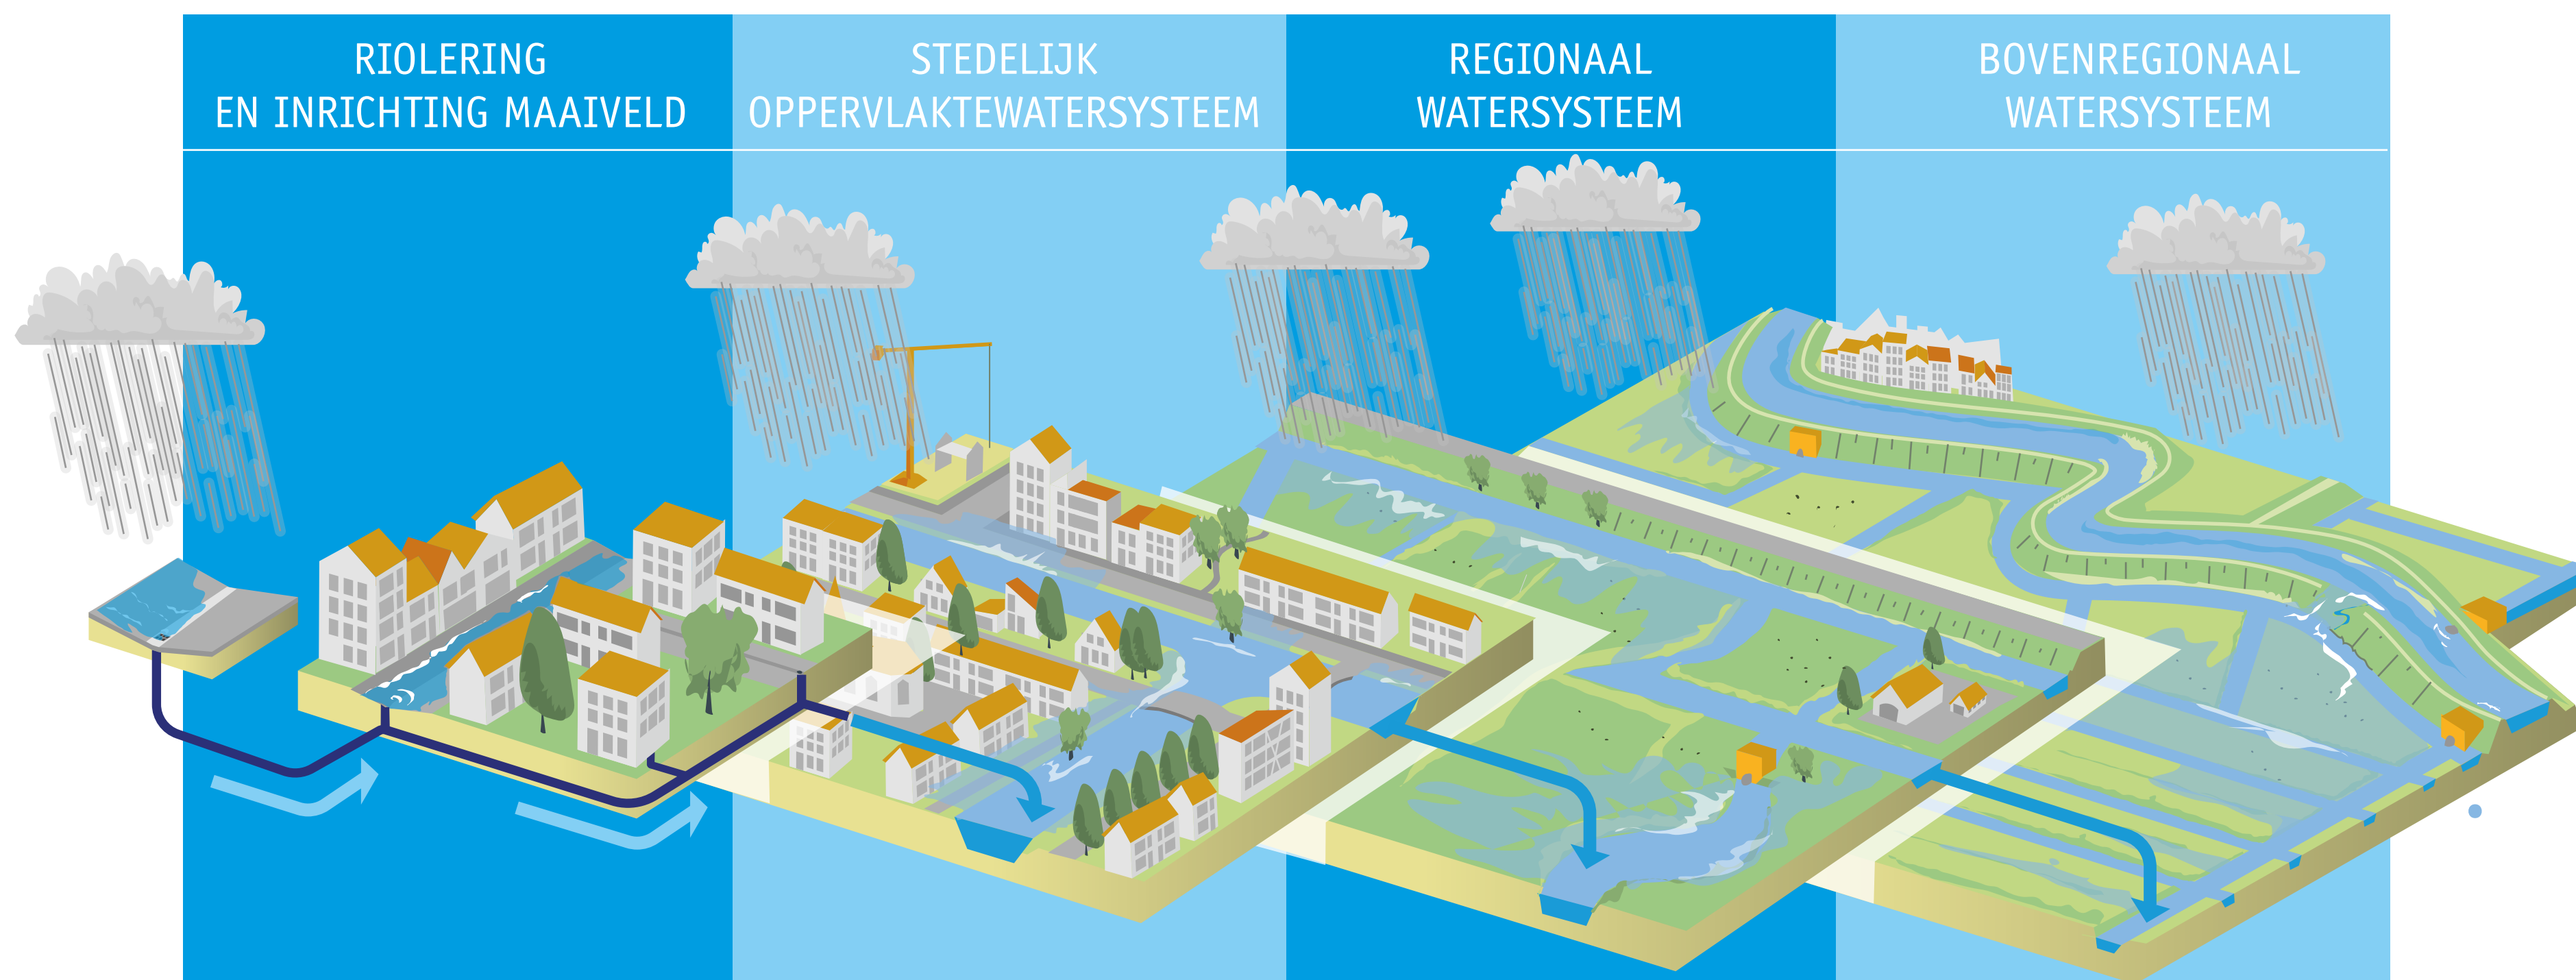 RIOLERING
EN INRICHTING MAAIVELD
STEDELIJK
OPPERVLAKTEWATERSYSTEEM
REGIONAAL
WATERSYSTEEM
BOVENREGIONAAL
WATERSYSTEEM